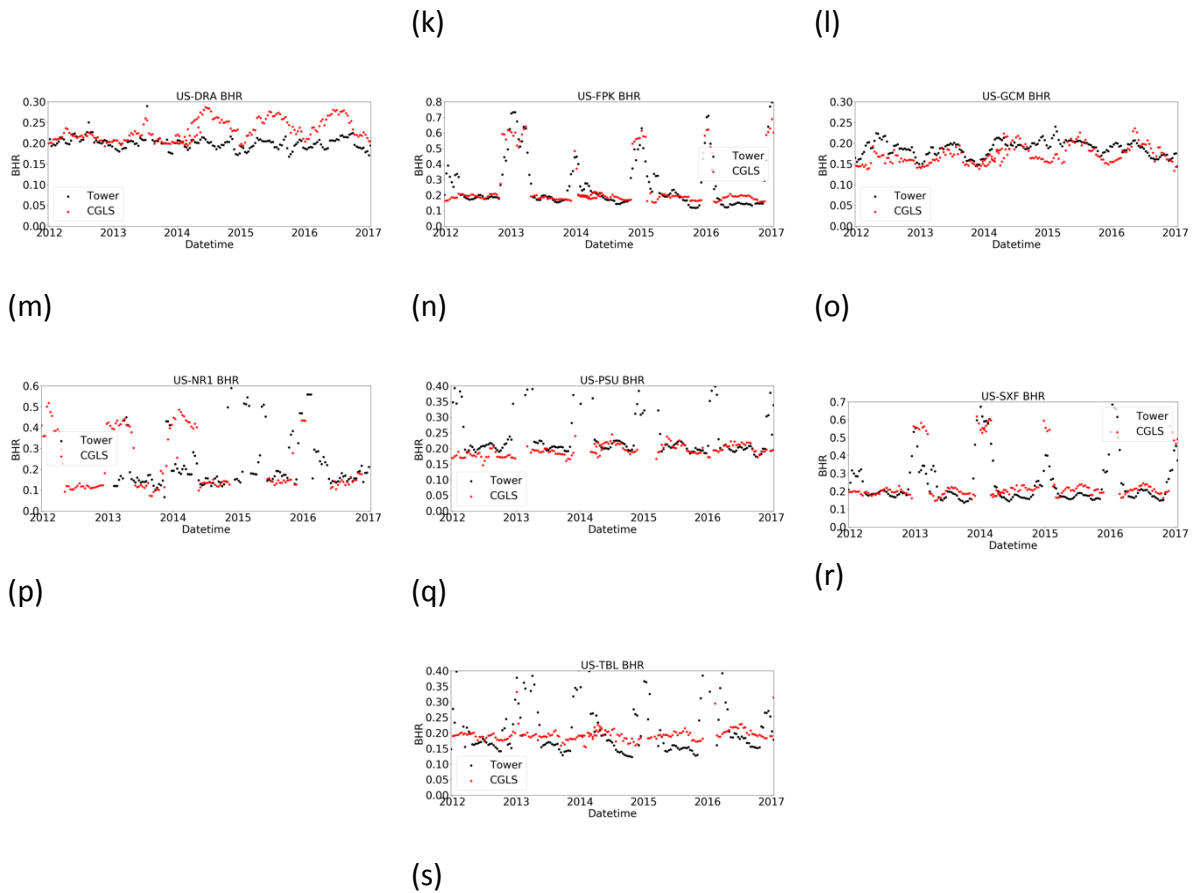 (k)
(l)
US-DRA BHR
0.30
0.25
0.20
0.15
0.10
0.05
0.00
BHR
Tower
CGLS
2012 2013 2014 2015 2016 2017
Datetime
US-FPK BHR
0.8
0.7
0.6
0.5
0.4
0.3
0.2
0.1
0.0
BHR
Tower
CGLS
2012 2013 2014 2015 2016 2017
Datetime
US-GCM BHR
0.30
0.25
0.20
0.15
0.10
0.05
0.00
BHR
Tower
CGLS
2012 2013 2014 2015 2016 2017
Datetime
(m)
(n)
(o)
US-NR1 BHR
0.6
0.5
0.4
0.3
0.2
0.1
0.0
BHR
Tower
CGLS
2012 2013 2014 2015 2016 2017
Datetime
US-PSU BHR
0.40
0.35
0.30
0.25
0.20
0.15
0.10
0.05
0.00
BHR
Tower
CGLS
2012 2013 2014 2015 2016 2017
Datetime
US-SXF BHR
0.7
0.6
0.5
0.4
0.3
0.2
0.1
0.0
BHR
Tower
CGLS
2012 2013 2014 2015 2016 2017
Datetime
(p)
(q)
(r)
US-TBL BHR
0.40
0.35
0.30
0.25
0.20
0.15
0.10
0.05
0.00
BHR
Tower
CGLS
2012 2013 2014 2015 2016 2017
Datetime
(s)